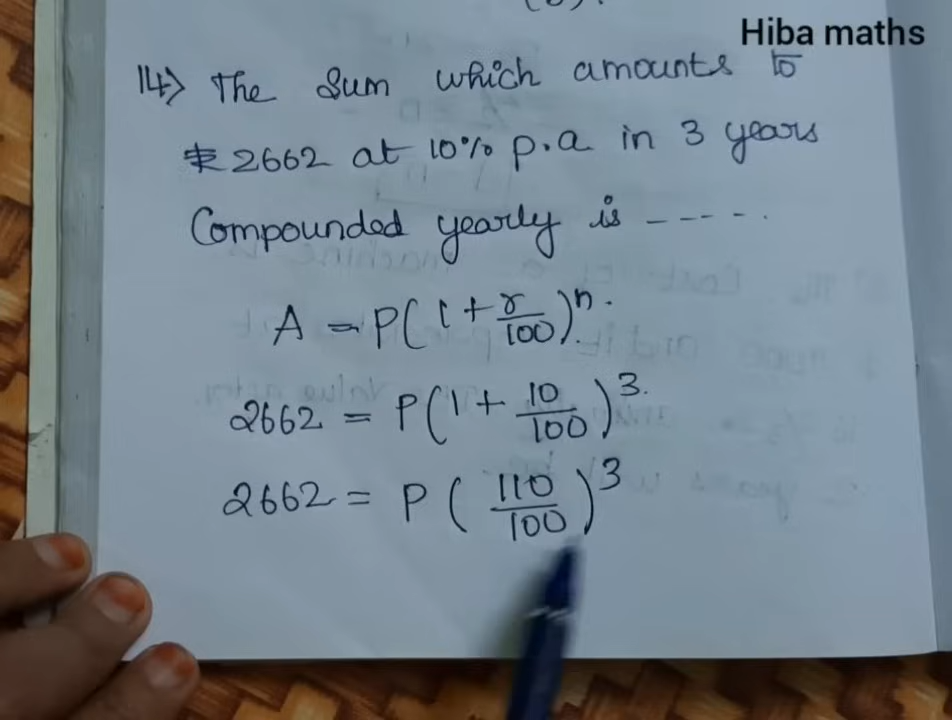 Hiba maths
14) The Sum which amounts to
₹2662 at 10% p.a in 3 years
Compounded yearly is ----.
A = P(1 + r/100)^n.
2662 = P(1 + 10/100)^3.
2662 = P(110/100)^3